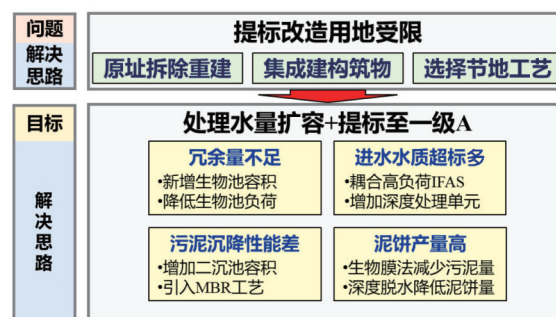 问题
提标改造用地受限
解决
思路
原址拆除重建
集成建构筑物
选择节地工艺
目标
处理水量扩容+提标至一级A
解
决
思
路
冗余量不足
•新增生物池容积
•降低生物池负荷
进水水质超标多
•耦合高负荷IFAS
•增加深度处理单元
污泥沉降性能差
•增加二沉池容积
•引入MBR工艺
泥饼产量高
•生物膜法减少污泥量
•深度脱水降低泥饼量